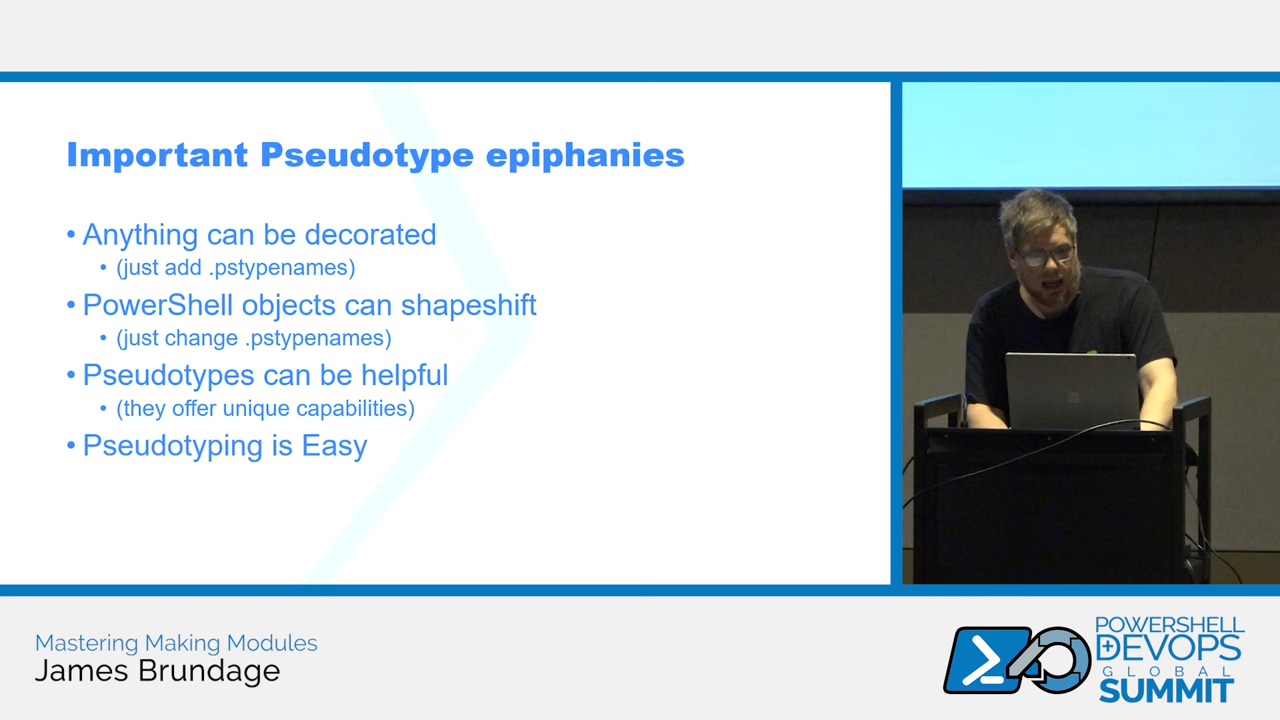 Important Pseudotype epiphanies
• Anything can be decorated
• (just add .pstypenames)
• PowerShell objects can shapeshift
• (just change .pstypenames)
• Pseudotypes can be helpful
• (they offer unique capabilities)
• Pseudotyping is Easy
Mastering Making Modules
James Brundage
POWERSHELL
DEVOPS
GLOBAL
SUMMIT